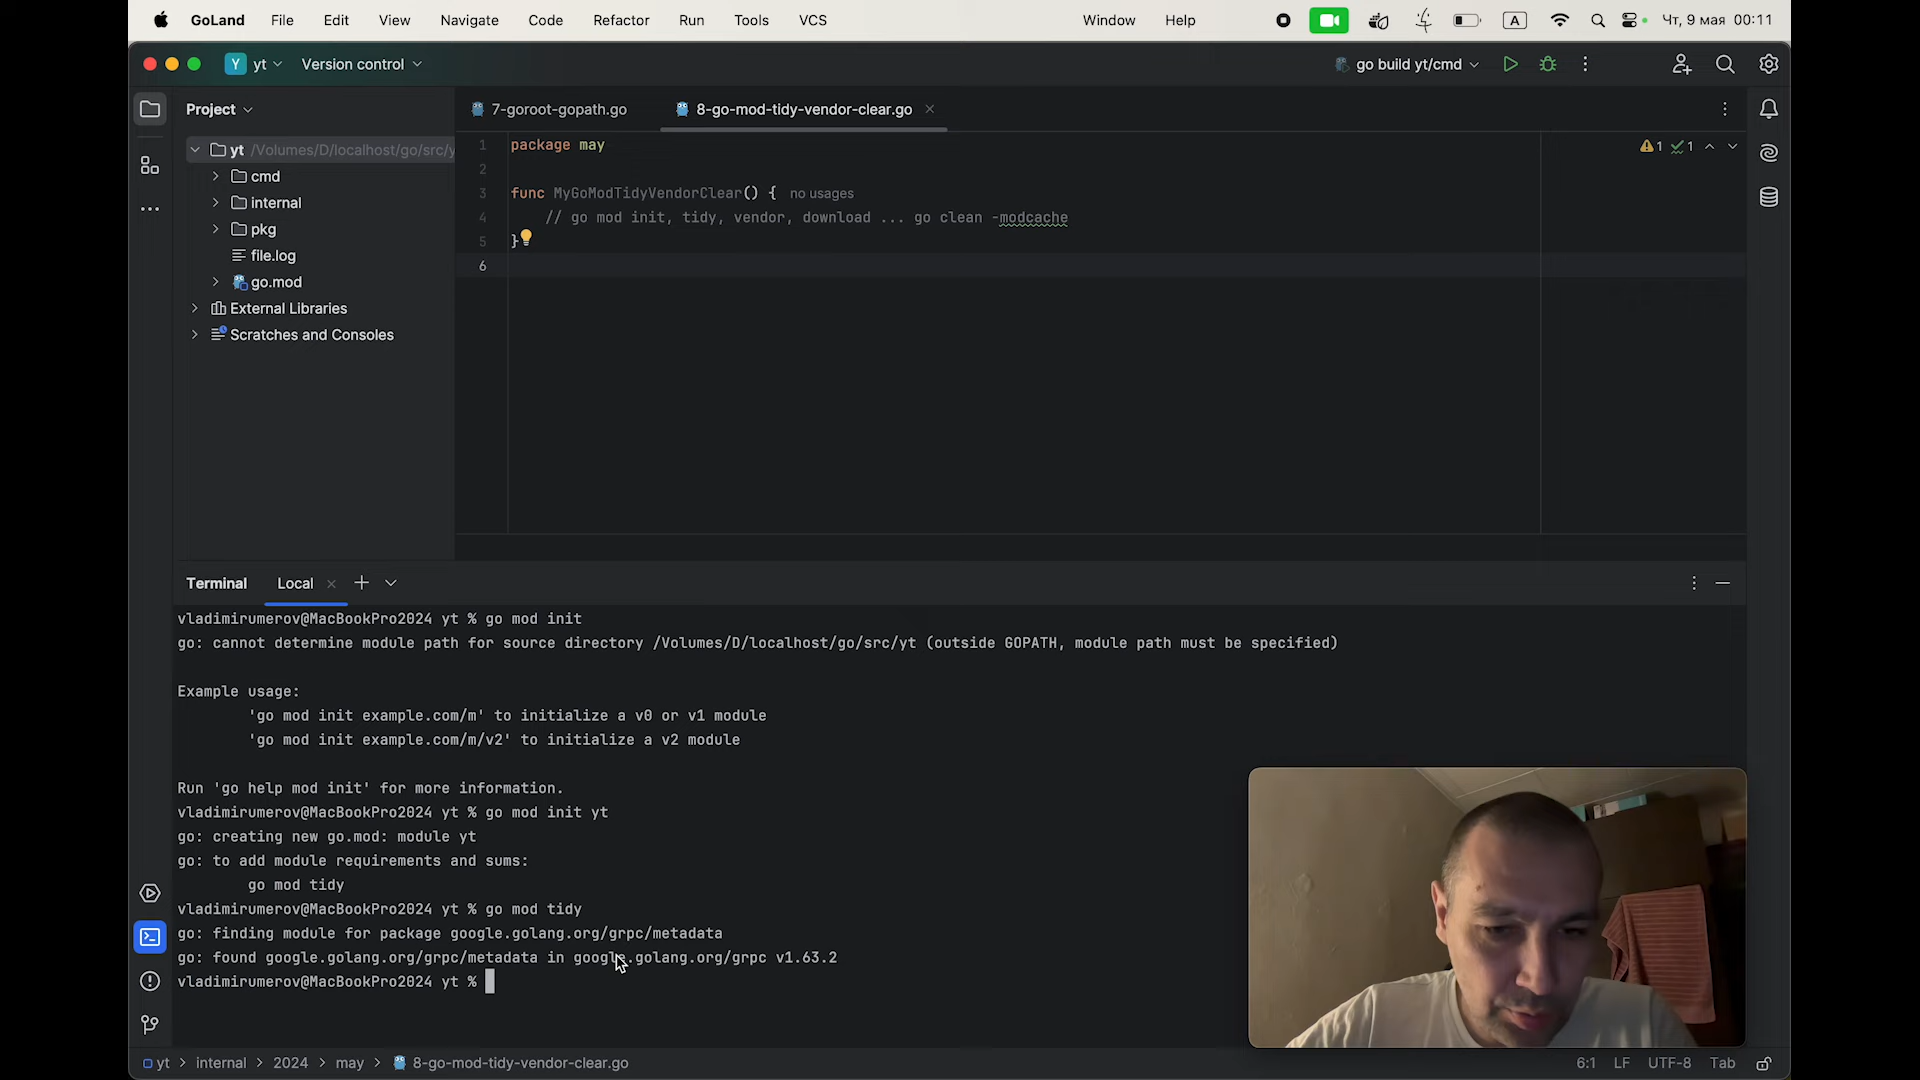 GoLand File Edit View Navigate Code Refactor Run Tools VCS Window Help A Чт, 9 мая 00:11
Y yt Version control go build yt/cmd
Project 7-goroot-gopath.go 8-go-mod-tidy-vendor-clear.go
yt /Volumes/D/localhost/go/src/y
cmd
internal
pkg
file.log
go.mod
External Libraries
Scratches and Consoles
1 package may 1 1
2
3 func MyGoModTidyVendorClear() { no usages
4 // go mod init, tidy, vendor, download ... go clean -modcache
5 }
6
Terminal Local
vladimirumerov@MacBookPro2024 yt % go mod init
go: cannot determine module path for source directory /Volumes/D/localhost/go/src/yt (outside GOPATH, module path must be specified)
Example usage:
'go mod init example.com/m' to initialize a v0 or v1 module
'go mod init example.com/m/v2' to initialize a v2 module
Run 'go help mod init' for more information.
vladimirumerov@MacBookPro2024 yt % go mod init yt
go: creating new go.mod: module yt
go: to add module requirements and sums:
go mod tidy
vladimirumerov@MacBookPro2024 yt % go mod tidy
go: finding module for package google.golang.org/grpc/metadata
go: found google.golang.org/grpc/metadata in google.golang.org/grpc v1.63.2
vladimirumerov@MacBookPro2024 yt %
yt > internal > 2024 > may > 8-go-mod-tidy-vendor-clear.go 6:1 LF UTF-8 Tab